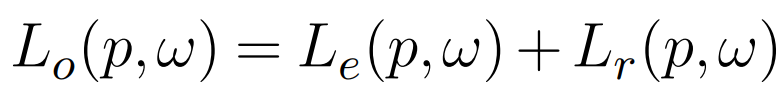 L_o(p, ω) = L_e(p, ω) + L_r(p, ω)